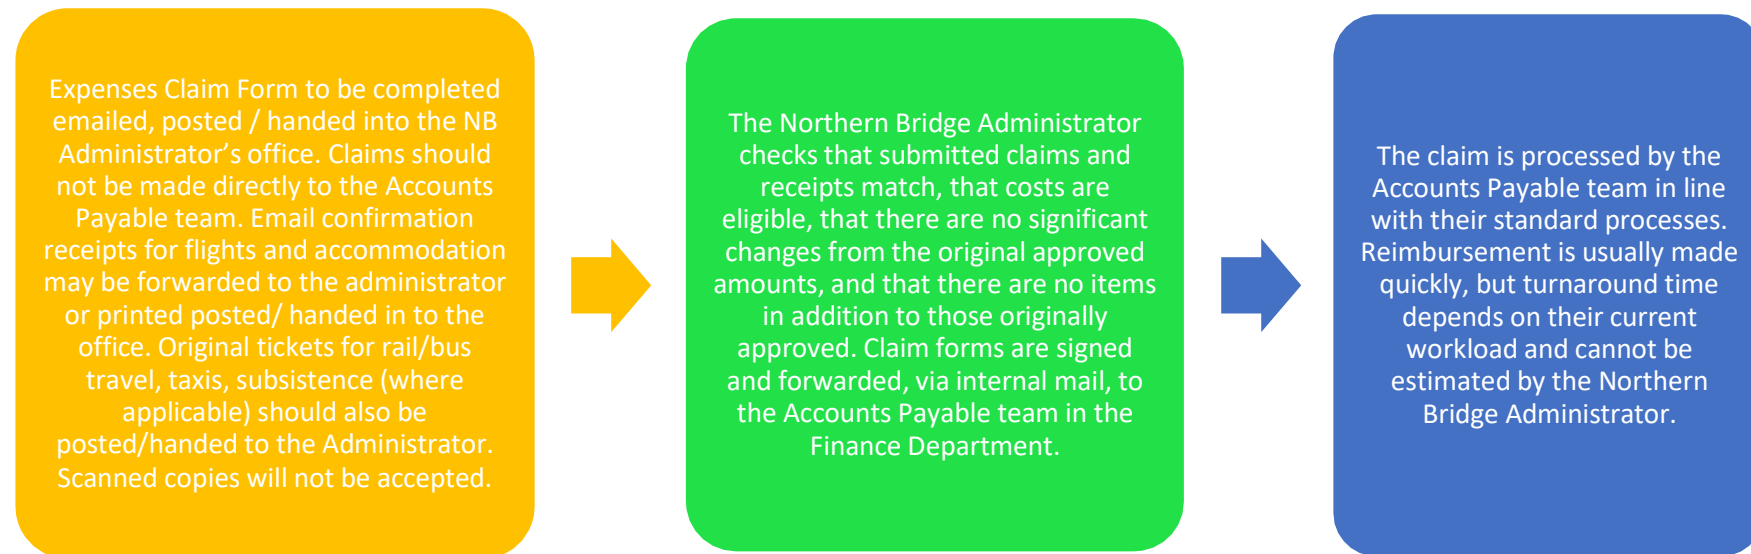 Expenses Claim Form to be completed
emailed, posted / handed into the NB
Administrator's office. Claims should
not be made directly to the Accounts
Payable team. Email confirmation
receipts for flights and accommodation
may be forwarded to the administrator
or printed posted/ handed in to the
office. Original tickets for rail/bus
travel, taxis, subsistence (where
applicable) should also be
posted/handed to the Administrator.
Scanned copies will not be accepted.
The Northern Bridge Administrator
checks that submitted claims and
receipts match, that costs are
eligible, that there are no significant
changes from the original approved
amounts, and that there are no items
in addition to those originally
approved. Claim forms are signed
and forwarded, via internal mail, to
the Accounts Payable team in the
Finance Department.
The claim is processed by the
Accounts Payable team in line
with their standard processes.
Reimbursement is usually made
quickly, but turnaround time
depends on their current
workload and cannot be
estimated by the Northern
Bridge Administrator.